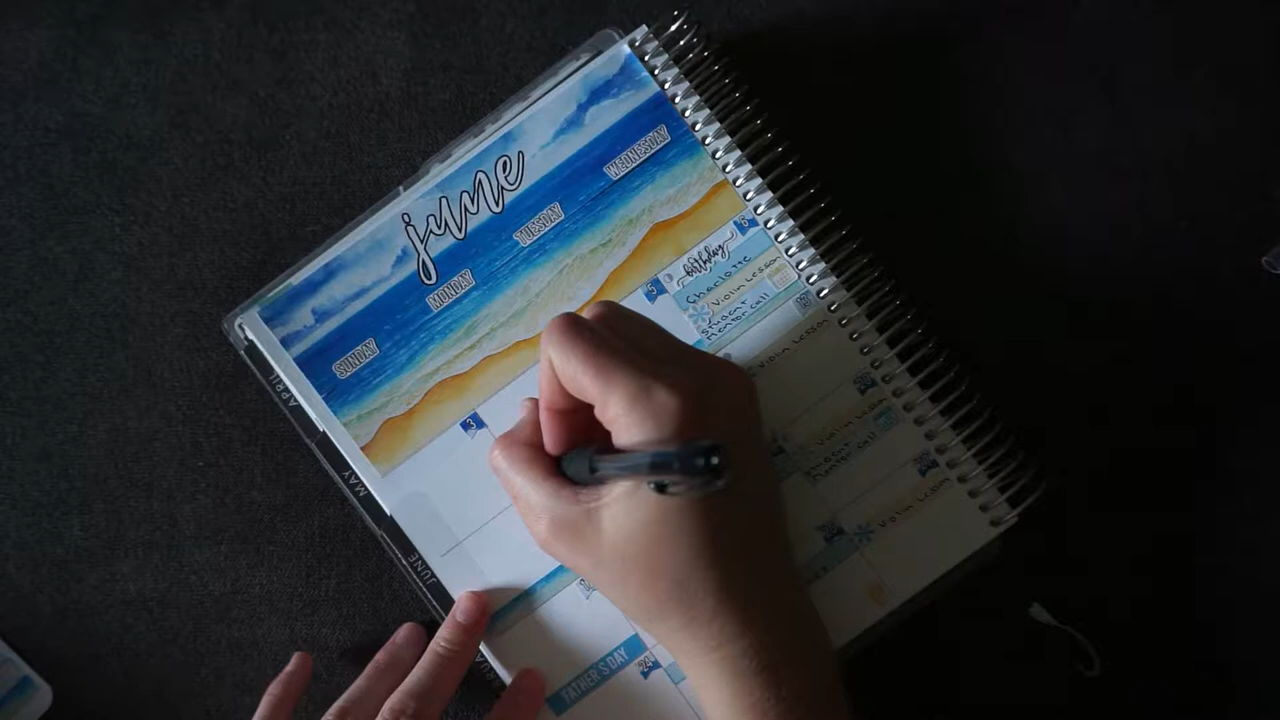 june
SUNDAY
MONDAY
TUESDAY
WEDNESDAY
3
5
6
birthday
Charlotte
Violin Lesson
Student
Mentor Call
13
Violin Lesson
Violin Lesson
Student
Mentor Call
Violin Lesson
FATHER'S DAY
24
APRIL
MAY
JUNE